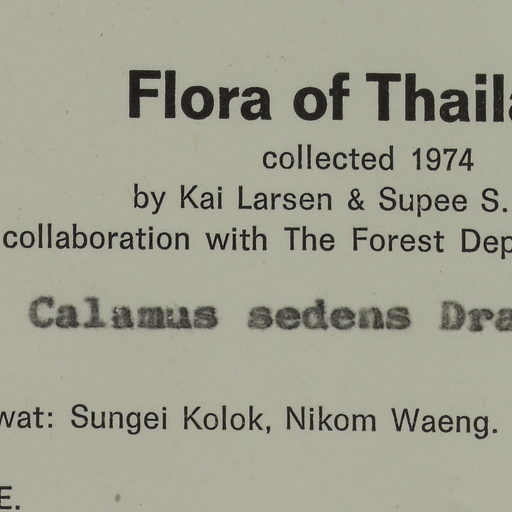 Flora of Thaila
collected 1974
by Kai Larsen & Supee S.
collaboration with The Forest Dep
Calamus sedens Dra
wat: Sungei Kolok, Nikom Waeng.
E.